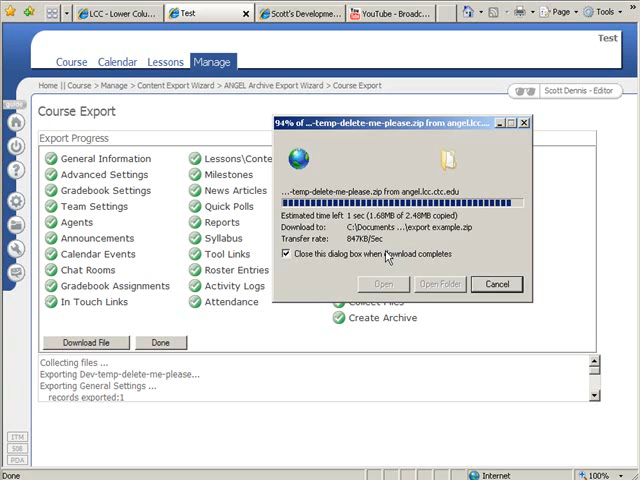 LCC - Lower Colu...
Test
Scott's Developme...
YouTube - Broadc...
Page
Tools
Test
Course
Calendar
Lessons
Manage
Home || Course > Manage > Content Export Wizard > ANGEL Archive Export Wizard > Course Export
Scott Dennis - Editor
guide
Course Export
Export Progress
General Information
Advanced Settings
Gradebook Settings
Team Settings
Agents
Announcements
Calendar Events
Chat Rooms
Gradebook Assignments
In Touch Links
Lessons\Conte
Milestones
News Articles
Quick Polls
Reports
Syllabus
Tool Links
Roster Entries
Activity Logs
Attendance
Collect Files
Create Archive
94% of ...-temp-delete-me-please.zip from angel.lcc....
...-temp-delete-me-please.zip from angel.lcc.ctc.edu
Estimated time left: 1 sec (1.68MB of 2.48MB copied)
Download to: C:\Documents ...\export example.zip
Transfer rate: 847KB/Sec
Close this dialog box when download completes
Open
Open Folder
Cancel
Download File
Done
Collecting files ...
Exporting Dev-temp-delete-me-please...
Exporting General Settings ...
records exported:1
ITM
SOB
PDA
Done
Internet
100%